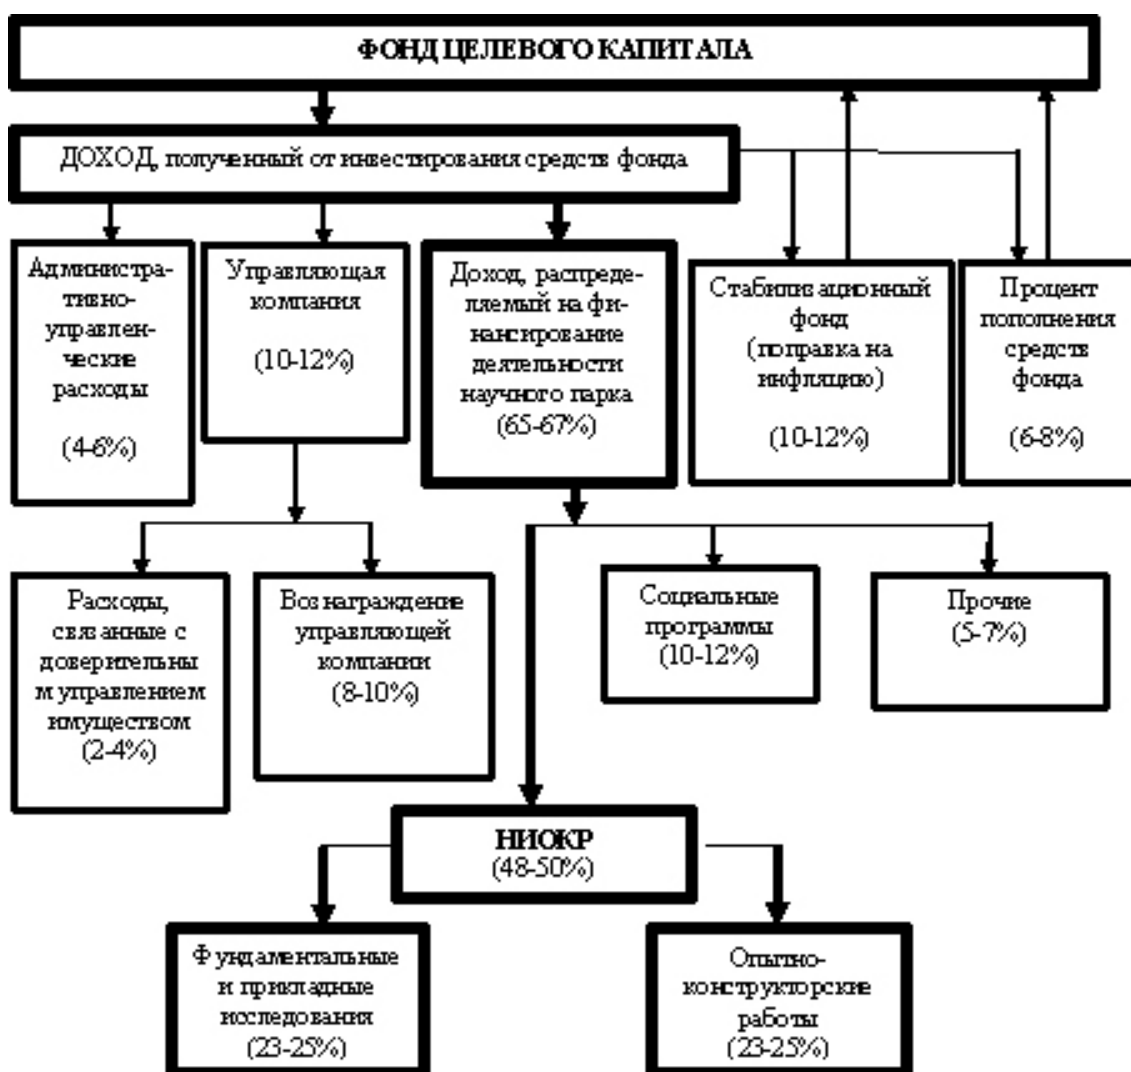 ФОНД ЦЕЛЕВОГО КАПИТАЛА
ДОХОД, полученный от инвестирования средств фонда
Администра-
тивно-
управлен-
ческие
расходы
(4-6%)
Управляющая
компания
(10-12%)
Доход, распреде-
ляемый на фи-
нансирование
деятельности
научного парка
(65-67%)
Стабилизационный
фонд
(поправка на
инфляцию)
(10-12%)
Процент
пополнения
средств
фонда
(6-8%)
Расходы,
связанные с
доверительны
м управлением
имуществом
(2-4%)
Вознаграждение
управляющей
компании
(8-10%)
Социальные
программы
(10-12%)
Прочие
(5-7%)
НИОКР
(48-50%)
Фундаментальные
и прикладные
исследования
(23-25%)
Опытно-
конструкторские
работы
(23-25%)